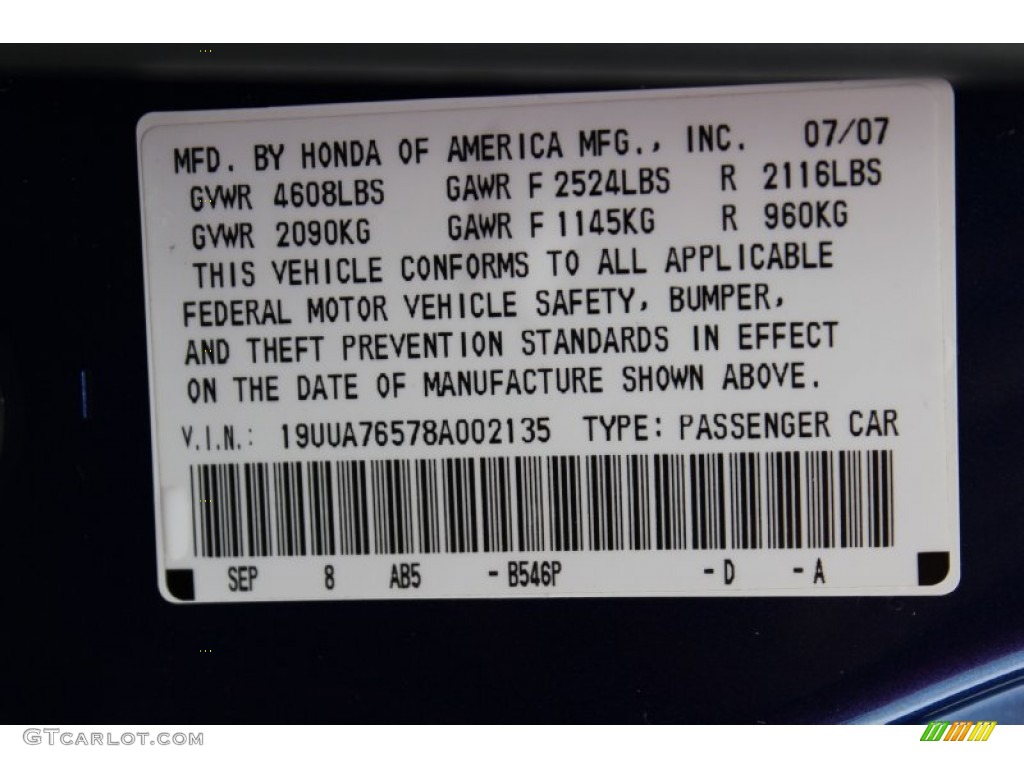 MFD. BY HONDA OF AMERICA MFG., INC. 07/07
GVWR 4608LBS GAWR F 2524LBS R 2116LBS
GVWR 2090KG GAWR F 1145KG R 960KG
THIS VEHICLE CONFORMS TO ALL APPLICABLE
FEDERAL MOTOR VEHICLE SAFETY, BUMPER,
AND THEFT PREVENTION STANDARDS IN EFFECT
ON THE DATE OF MANUFACTURE SHOWN ABOVE.
V.I.N.: 19UUA76578A002135 TYPE: PASSENGER CAR
SEP 8 AB5 - B546P - D - A
GTCARLOT.COM